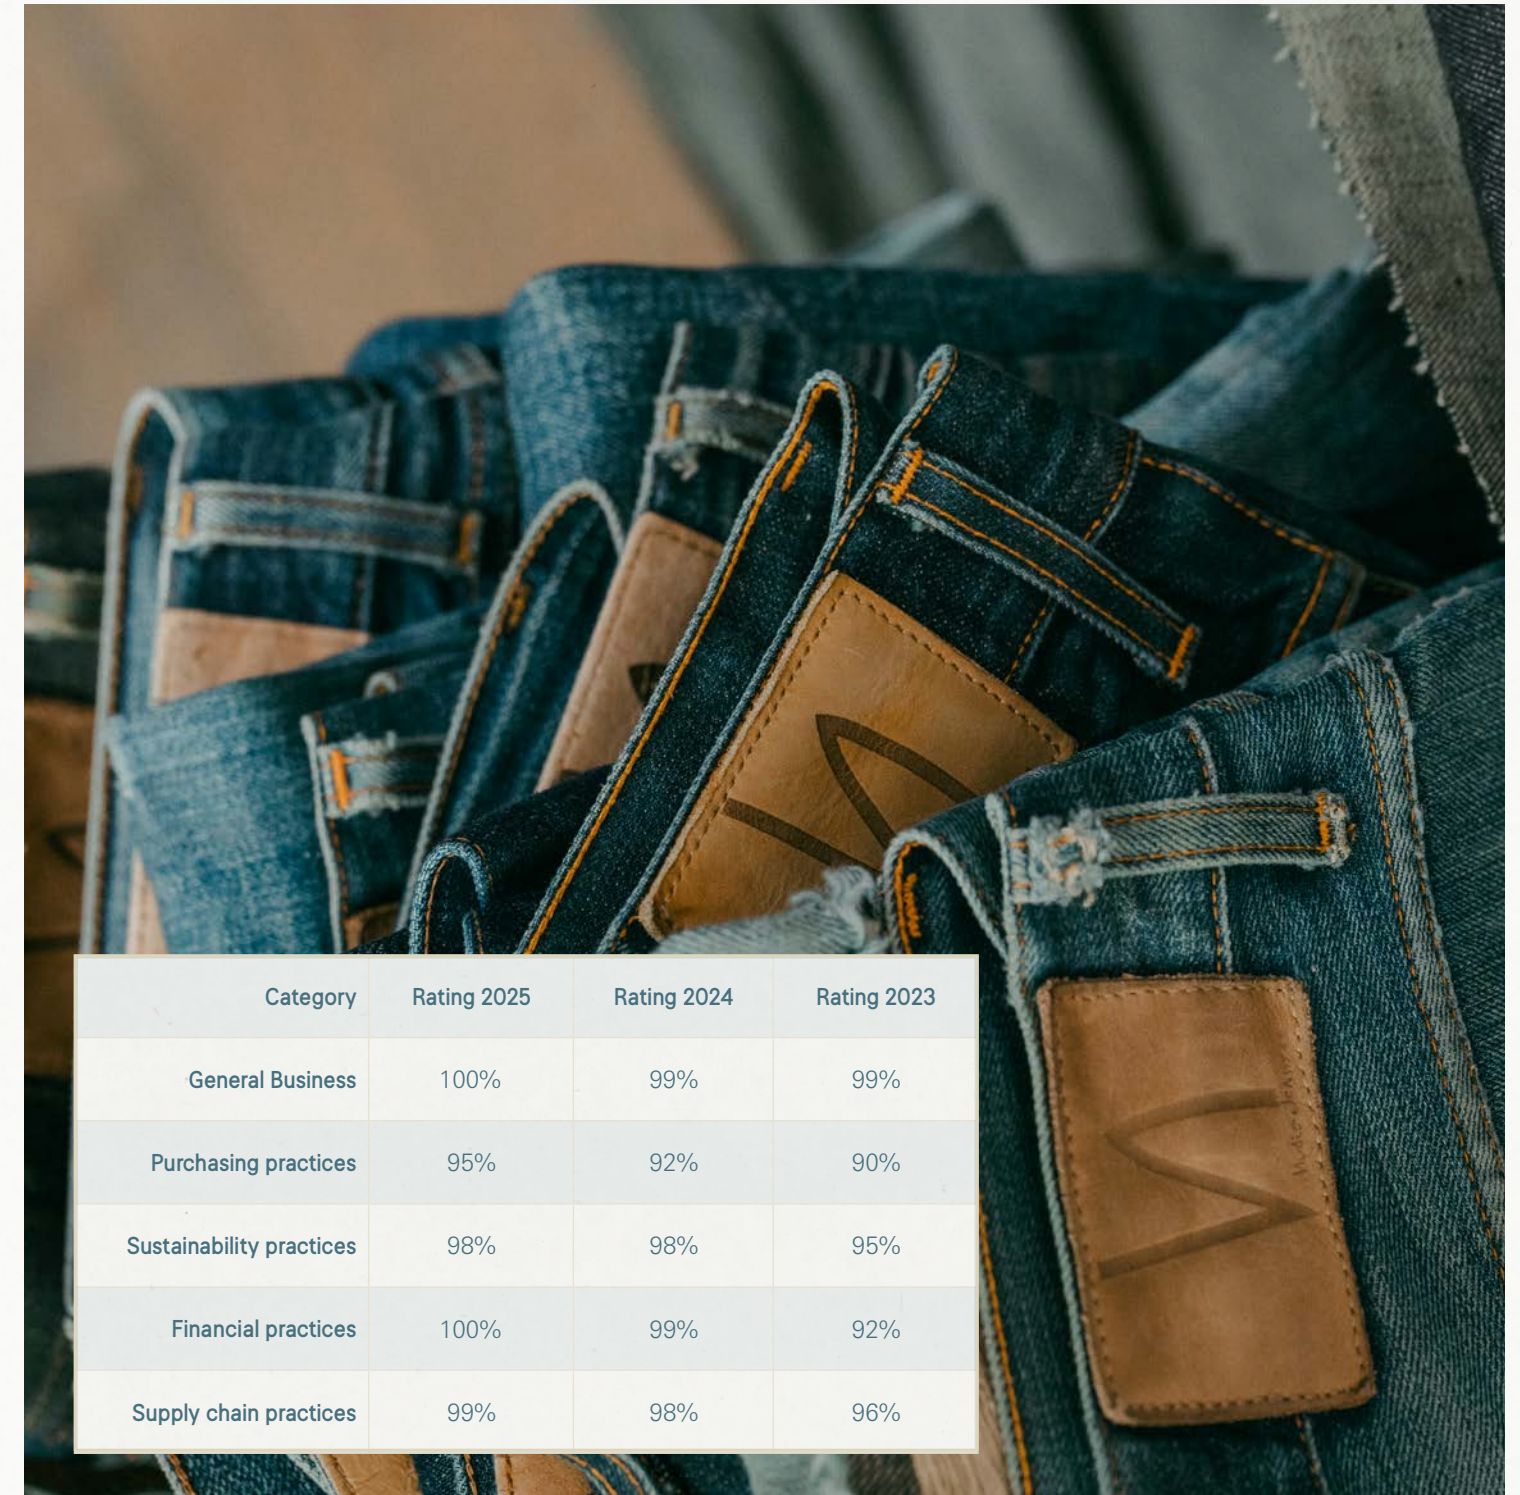 Category Rating 2025 Rating 2024 Rating 2023
General Business 100% 99% 99%
Purchasing practices 95% 92% 90%
Sustainability practices 98% 98% 95%
Financial practices 100% 99% 92%
Supply chain practices 99% 98% 96%